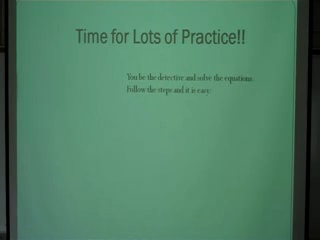 Time for Lots of Practice!!
You be the detective and solve the equations.
Follow the steps and it is easy.